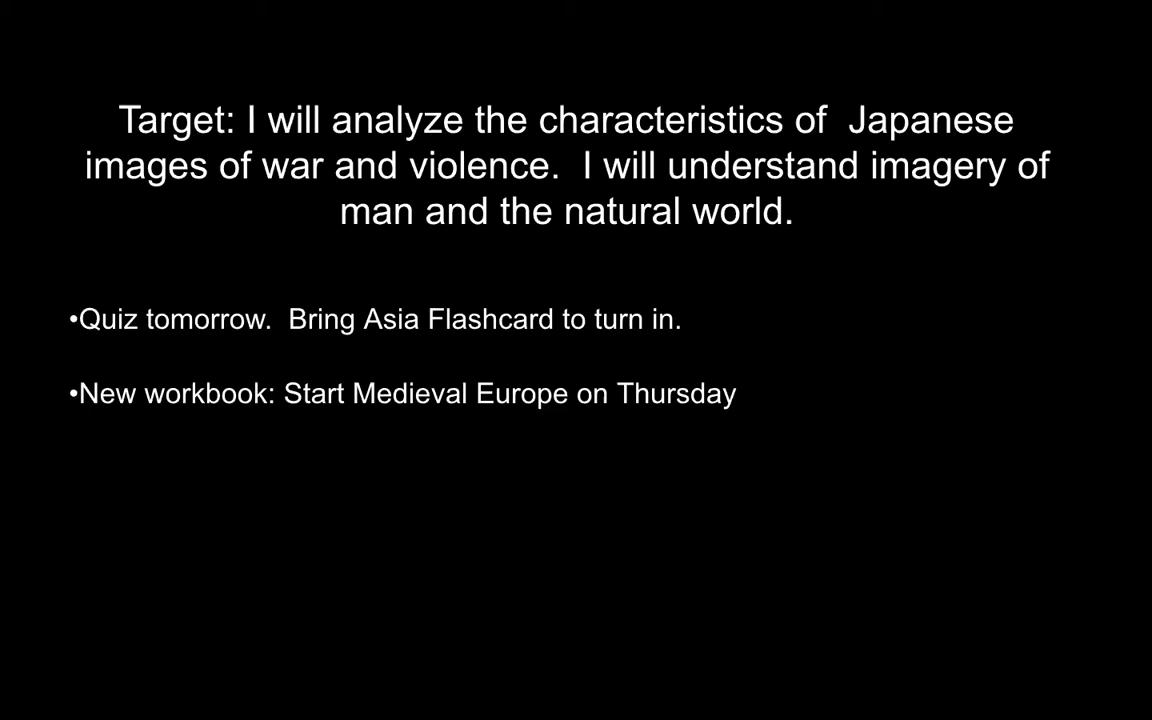 Target: I will analyze the characteristics of  Japanese
images of war and violence.  I will understand imagery of
man and the natural world.
•Quiz tomorrow.  Bring Asia Flashcard to turn in.
•New workbook: Start Medieval Europe on Thursday